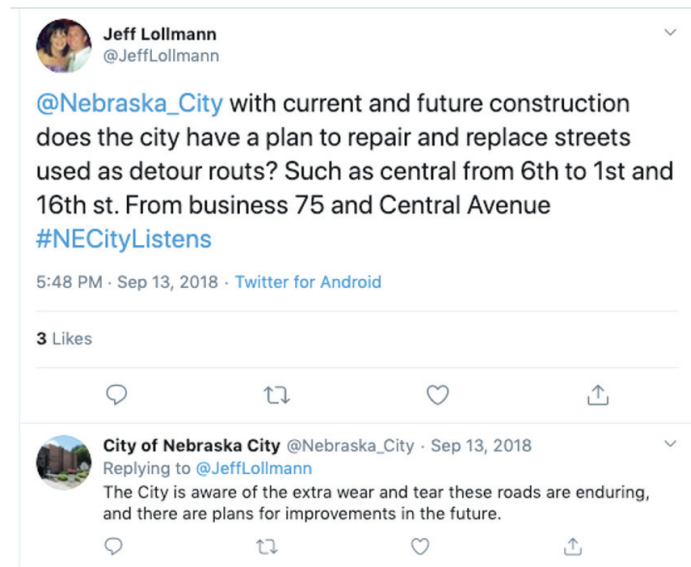 Jeff Lollmann
@JeffLollmann
@Nebraska_City with current and future construction
does the city have a plan to repair and replace streets
used as detour routs? Such as central from 6th to 1st and
16th st. From business 75 and Central Avenue
#NECityListens
5:48 PM · Sep 13, 2018 · Twitter for Android
3 Likes
City of Nebraska City @Nebraska_City · Sep 13, 2018
Replying to @JeffLollmann
The City is aware of the extra wear and tear these roads are enduring,
and there are plans for improvements in the future.